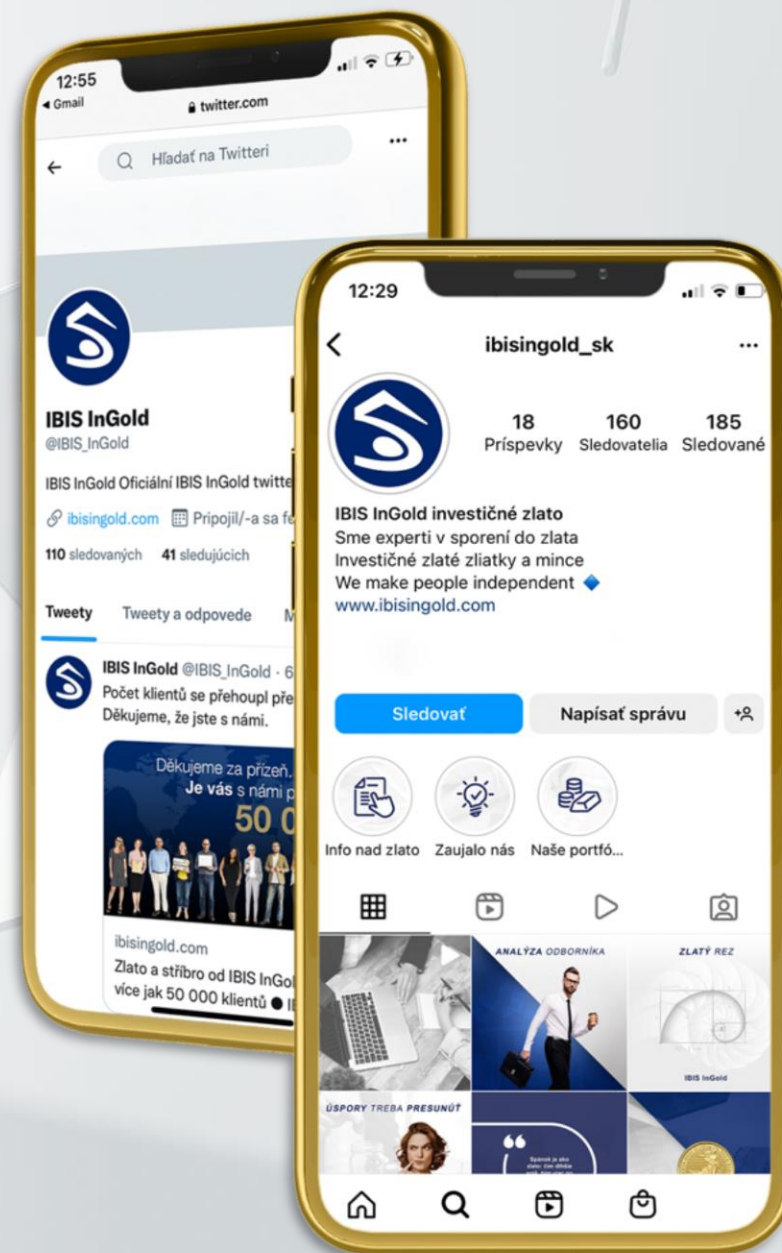 12:55
Gmail
twitter.com
Hľadať na Twitteri
IBIS InGold
@IBIS_InGold
IBIS InGold Oficiální IBIS InGold twitte
ibisingold.com Pripojil/-a sa fe
110 sledovaných 41 sledujúcich
Tweety Tweety a odpovede M
IBIS InGold @IBIS_InGold · 6
Počet klientů se přehoupl pře
Děkujeme, že jste s námi.
Děkujeme za přízeň.
Je vás s námi p
50 0
ibisingold.com
Zlato a stříbro od IBIS InGol
více jak 50 000 klientů ● I
12:29
ibisingold_sk
18 160 185
Príspevky Sledovatelia Sledované
IBIS InGold investičné zlato
Sme experti v sporení do zlata
Investičné zlaté zliatky a mince
We make people independent
www.ibisingold.com
Sledovať Napísať správu
Info nad zlato Zaujalo nás Naše portfó...
ANALÝZA ODBORNÍKA
ZLATÝ REZ
IBIS InGold
ÚSPORY TREBA PRESUNÚŤ
Spánok je ako